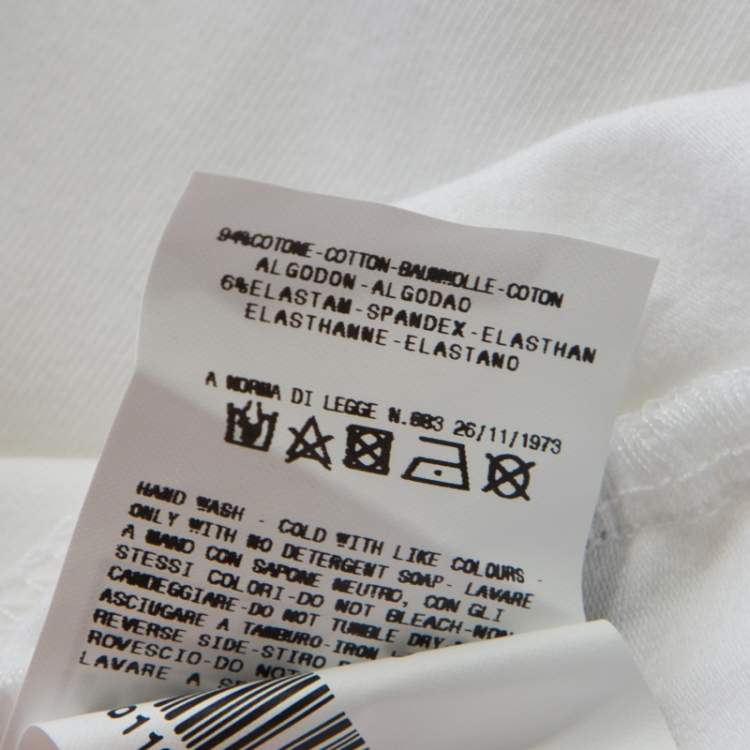 94%COTONE-COTTON-BAUMWOLLE-COTON
ALGODON-ALGODAO
6%ELASTAM-SPANDEX-ELASTHAN
ELASTHANNE-ELASTANO
A NORMA DI LEGGE N.883 26/11/1973
HAND WASH - COLD WITH LIKE COLOURS -
ONLY WITH NO DETERGENT SOAP- LAVARE
A MANO CON SAPONE NEUTRO, CON GLI
STESSI COLORI-DO NOT BLEACH-NON
CANDEGGIARE-DO NOT TUMBLE DRY-
ASCIUGARE A TAMBURO-IRON
REVERSE SIDE-STIRO
ROVESCIO-DO NOT
LAVARE A